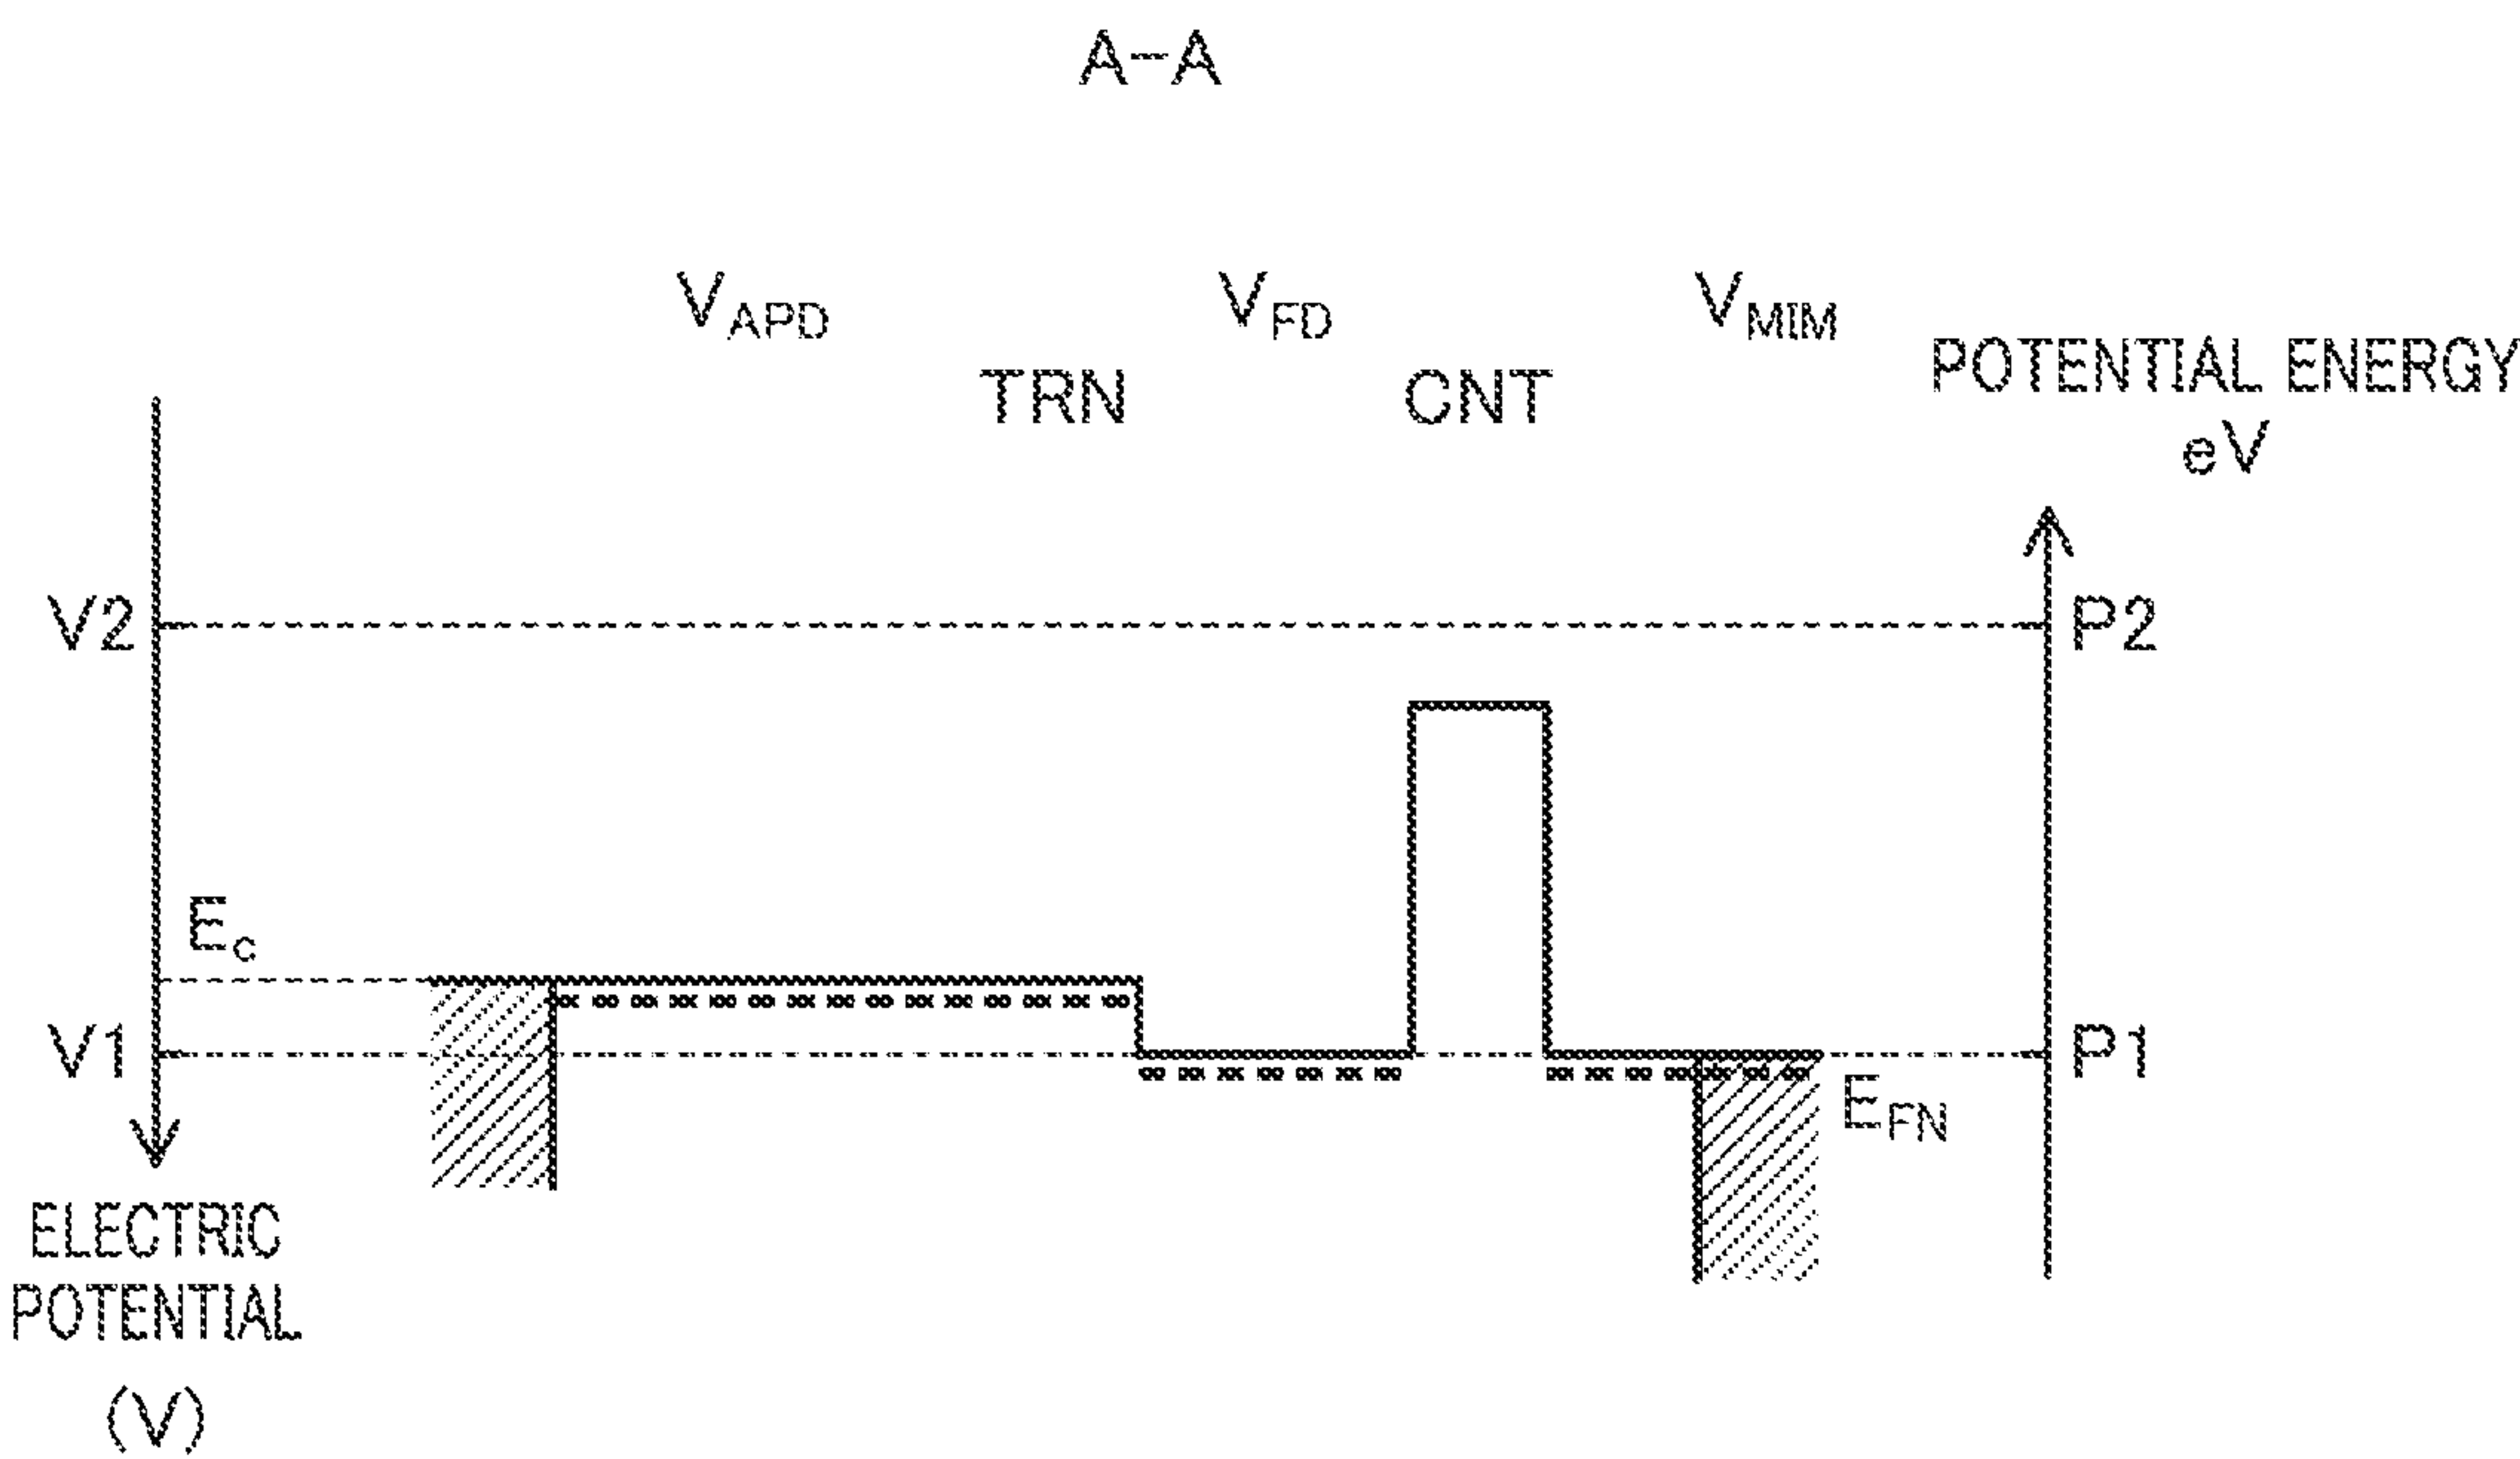 A-A
VAPD VFD VMIM
TRN CNT POTENTIAL ENERGY
eV
V2 P2
EC
V1 P1
EFN
ELECTRIC
POTENTIAL
(V)